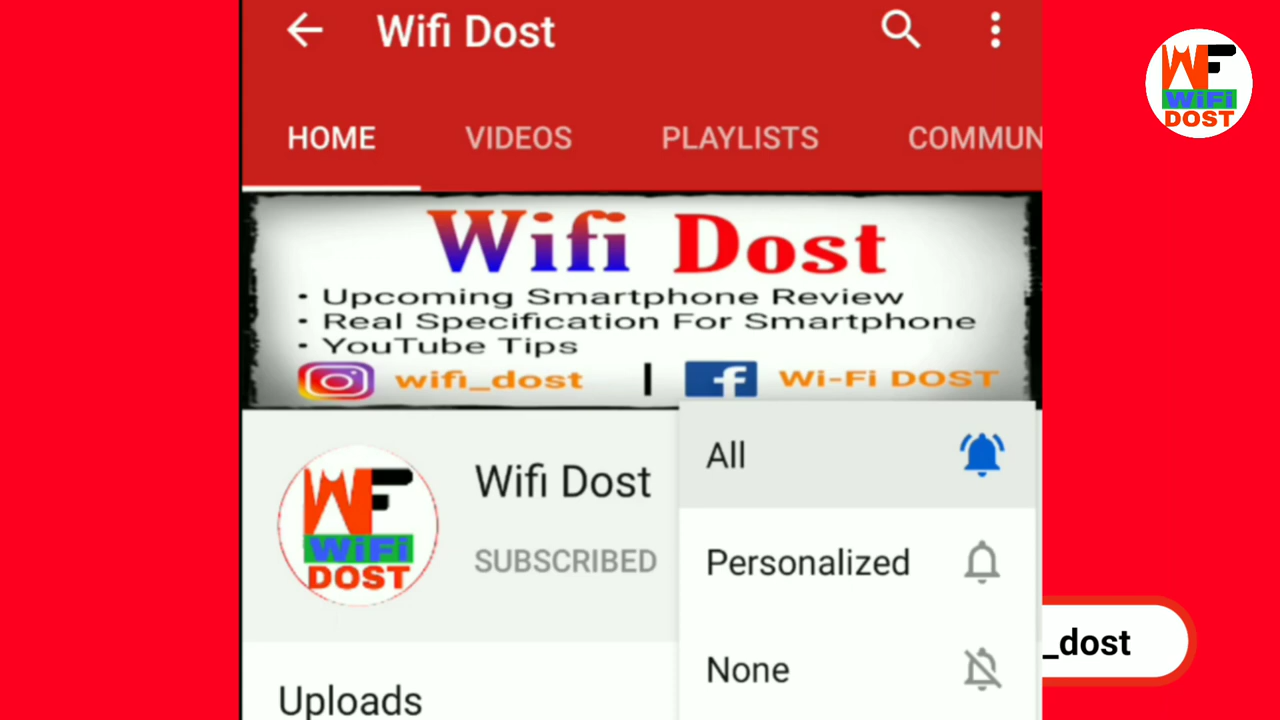 Wifi Dost
HOME VIDEOS PLAYLISTS COMMUN
WF
WiFi
DOST
Wifi Dost
• Upcoming Smartphone Review
• Real Specification For Smartphone
• YouTube Tips
wifi_dost | f Wi-Fi DOST
WF
WiFi
DOST
Wifi Dost
SUBSCRIBED
All
Personalized
None
_dost
Uploads